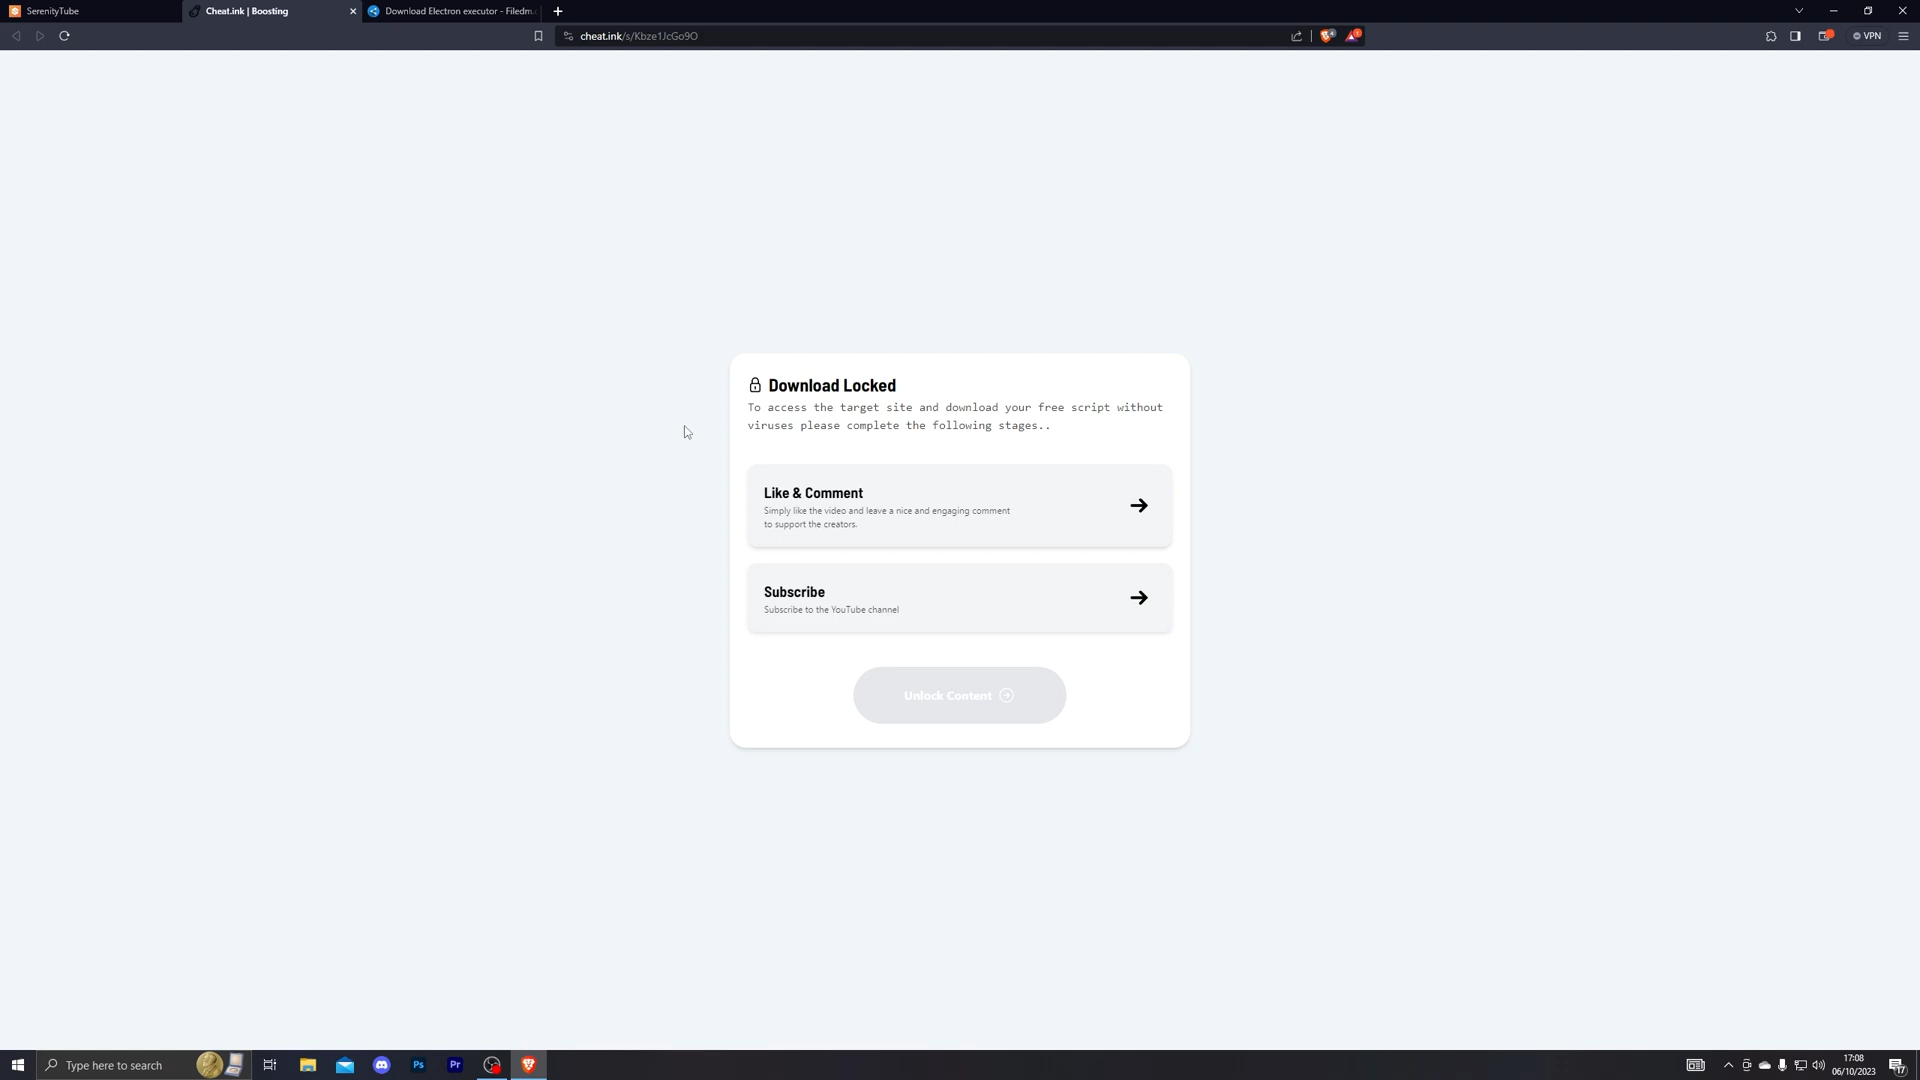 SerenityTube
Cheat.ink | Boosting
Download Electron executor - Filedm.
cheat.ink/s/Kbze1JcGo9O
VPN
Download Locked
To access the target site and download your free script without
viruses please complete the following stages..
Like & Comment
Simply like the video and leave a nice and engaging comment
to support the creators.
Subscribe
Subscribe to the YouTube channel
Unlock Content
Type here to search
Ps
Pr
17:08
06/10/2023
17